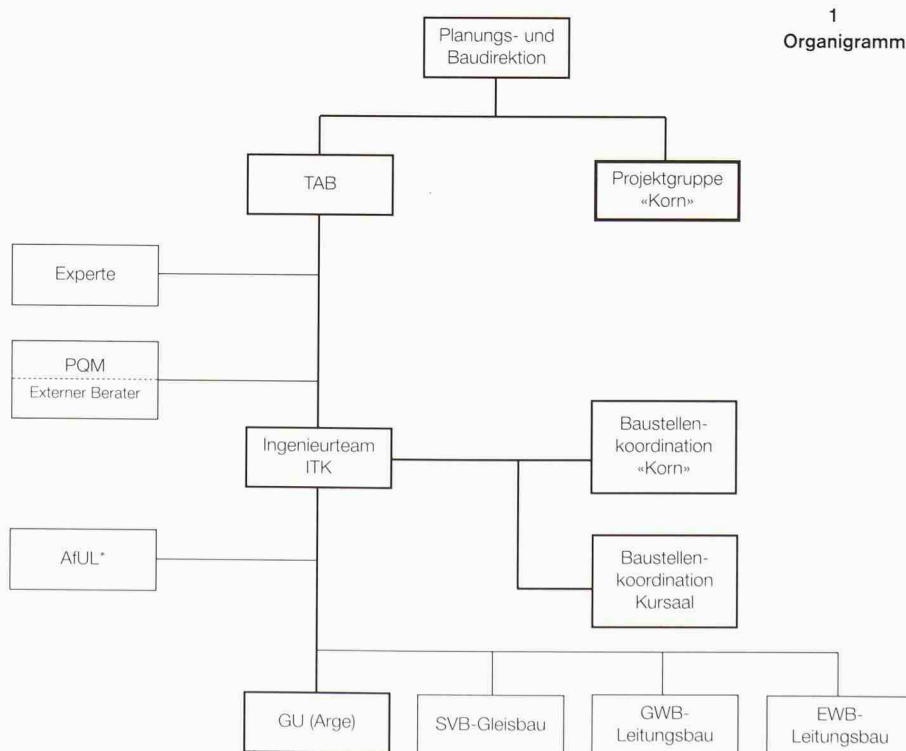 1
Organigramm
Planungs- und
Baudirektion
TAB
Projektgruppe
«Korn»
Experte
PQM
Externer Berater
Ingenieurteam
ITK
Baustellen-
koordination
«Korn»
AfUL*
Baustellen-
koordination
Kursaal
GU (Arge)
SVB-Gleisbau
GWB-
Leitungsbau
EWB-
Leitungsbau